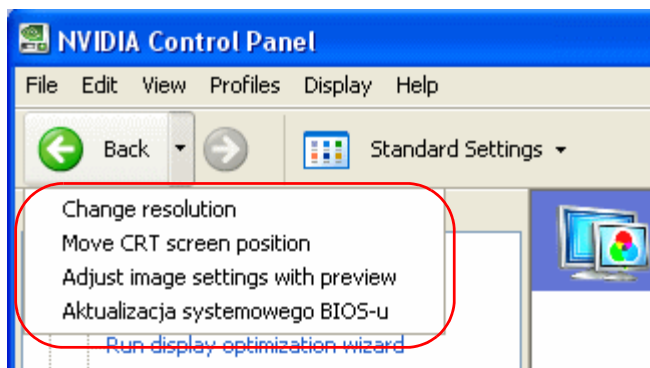 NVIDIA Control Panel
File Edit View Profiles Display Help
Back Standard Settings
Change resolution
Move CRT screen position
Adjust image settings with preview
Aktualizacja systemowego BIOS-u
Run display optimization wizard